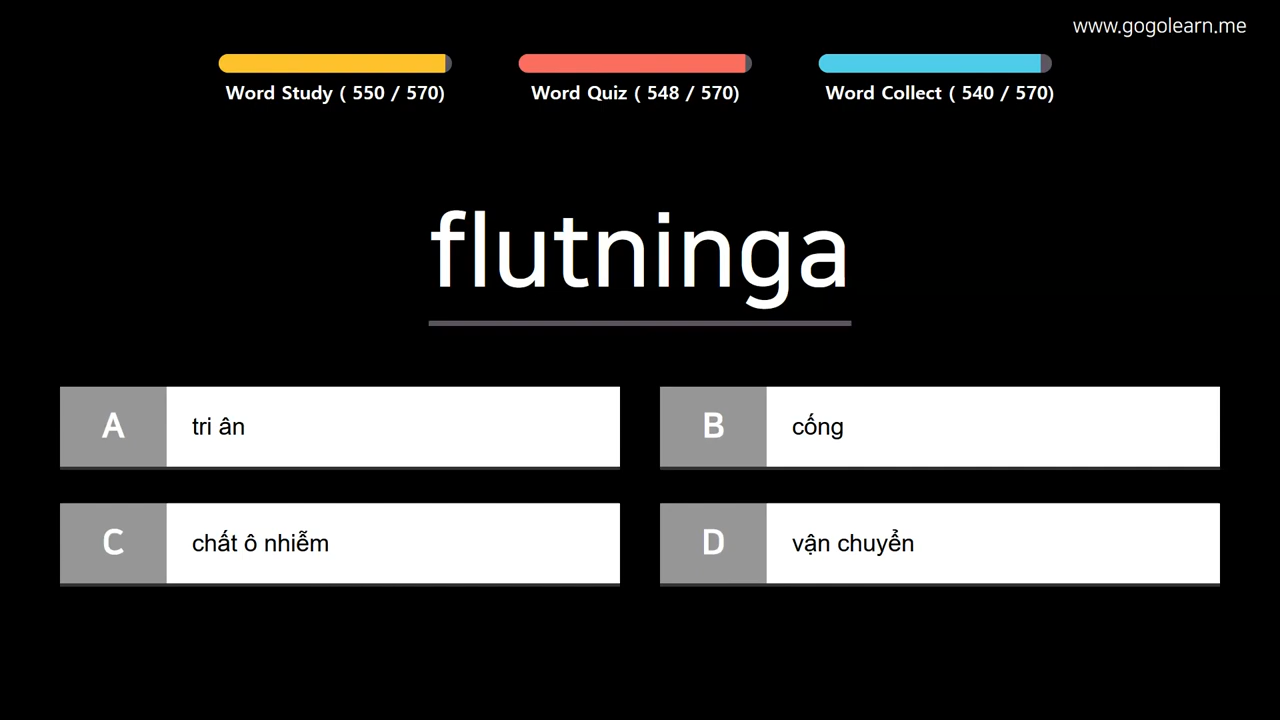 www.gogolearn.me
Word Study ( 550 / 570)
Word Quiz ( 548 / 570)
Word Collect ( 540 / 570)
flutninga
A tri ân
B cống
C chất ô nhiễm
D vận chuyển